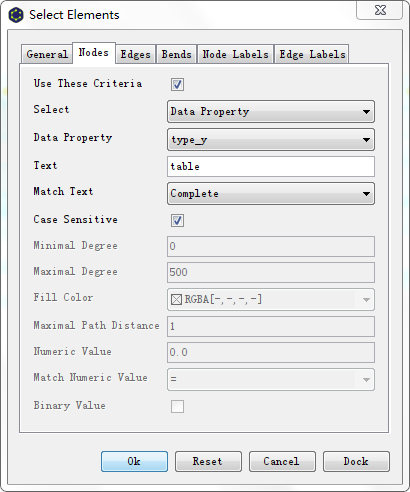 Select Elements
General Nodes Edges Bends Node Labels Edge Labels
Use These Criteria
Select Data Property
Data Property type_y
Text table
Match Text Complete
Case Sensitive
Minimal Degree 0
Maximal Degree 500
Fill Color RGBA[-,-,-,-]
Maximal Path Distance 1
Numeric Value 0.0
Match Numeric Value =
Binary Value
Ok Reset Cancel Dock